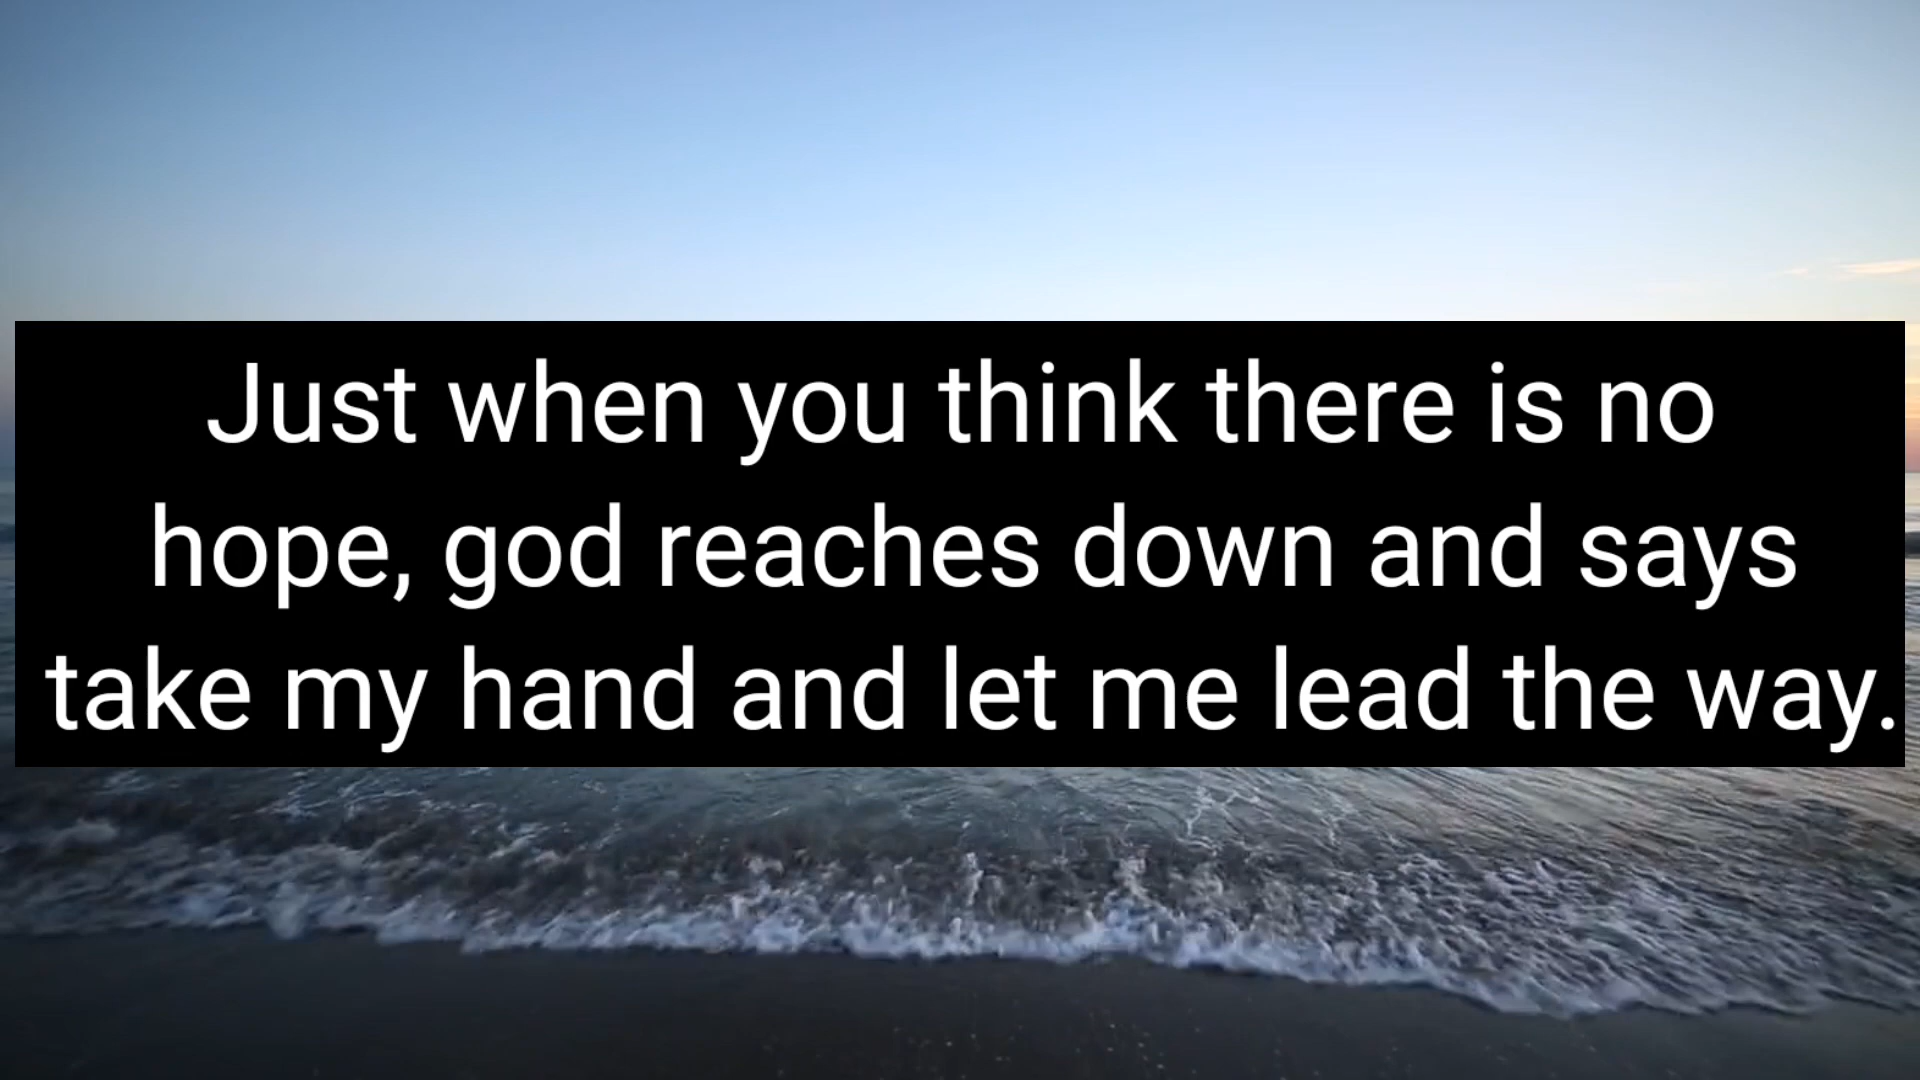 Just when you think there is no
hope, god reaches down and says
take my hand and let me lead the way.